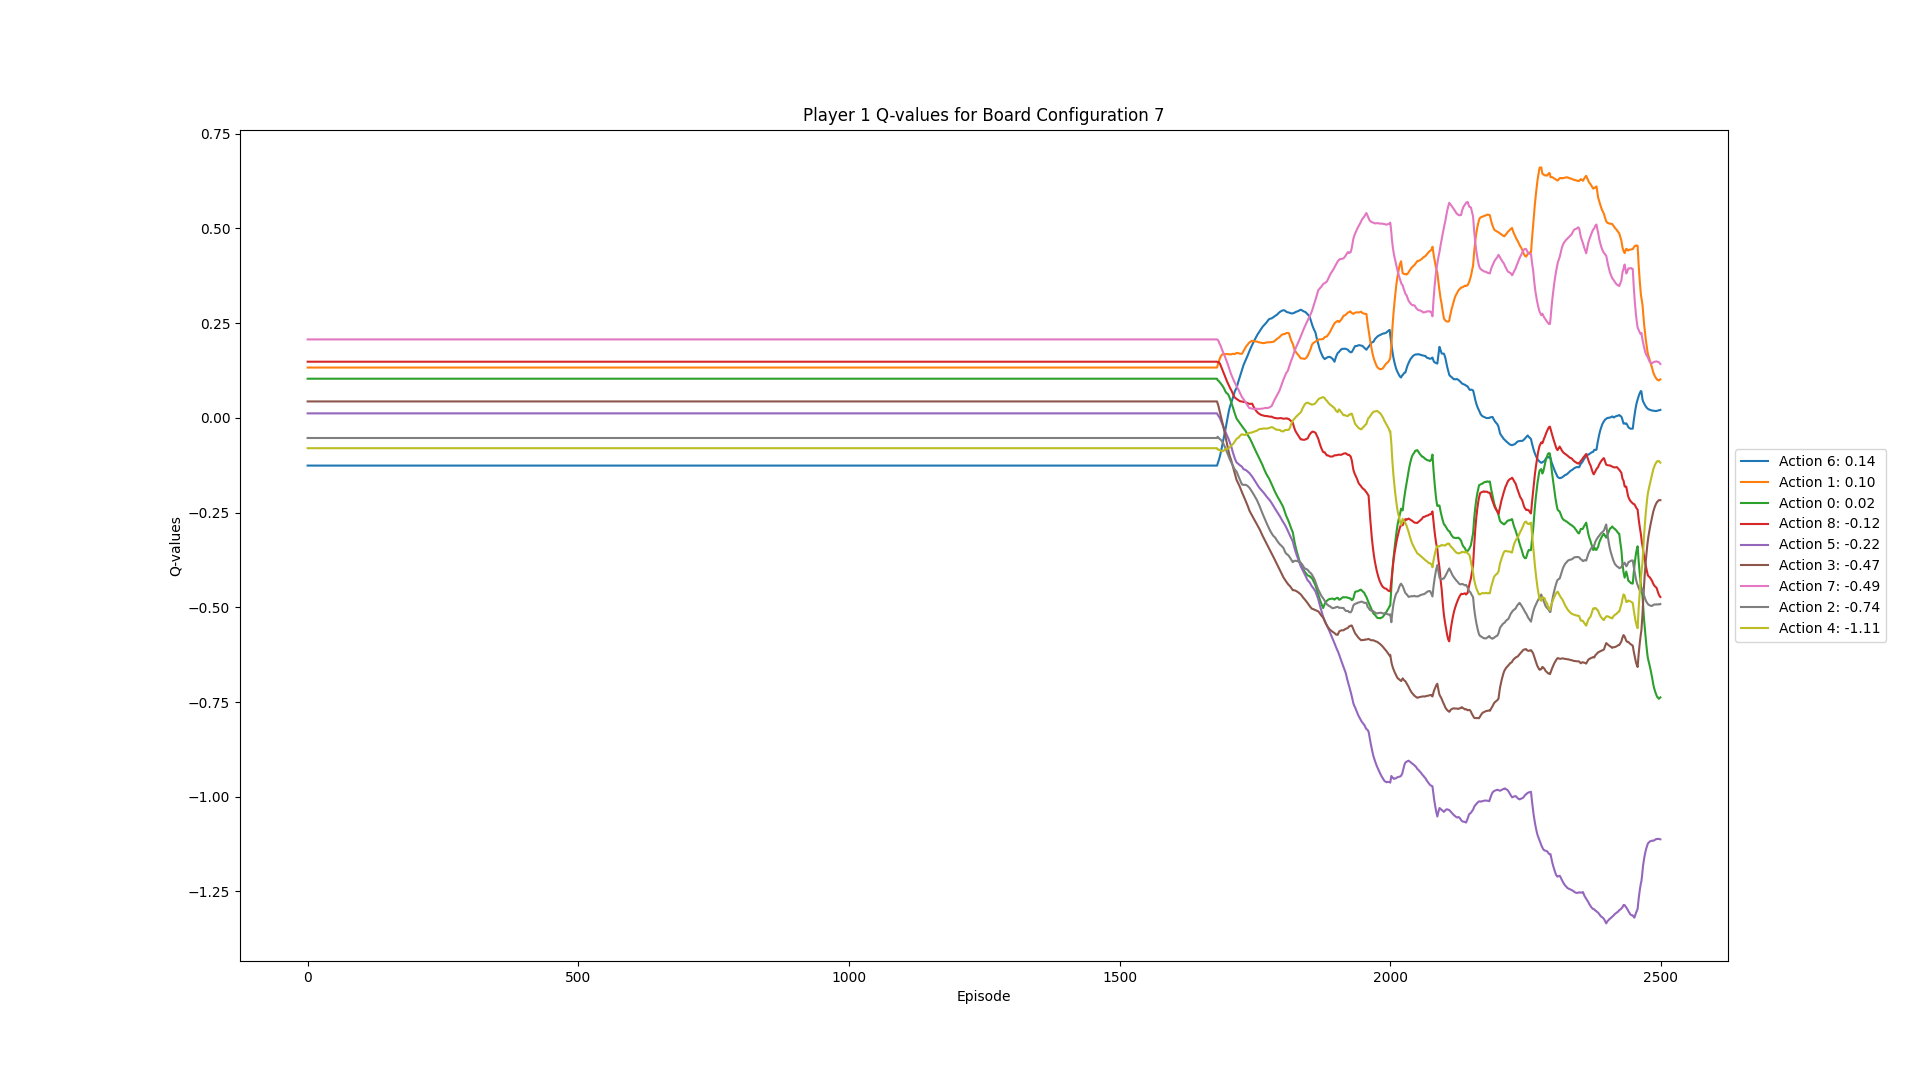 Player 1 Q-values for Board Configuration 7
Q-values
0.75
0.50
0.25
0.00
−0.25
−0.50
−0.75
−1.00
−1.25
0
500
1000
1500
2000
2500
Episode
Action 6: 0.14
Action 1: 0.10
Action 0: 0.02
Action 8: -0.12
Action 5: -0.22
Action 3: -0.47
Action 7: -0.49
Action 2: -0.74
Action 4: -1.11